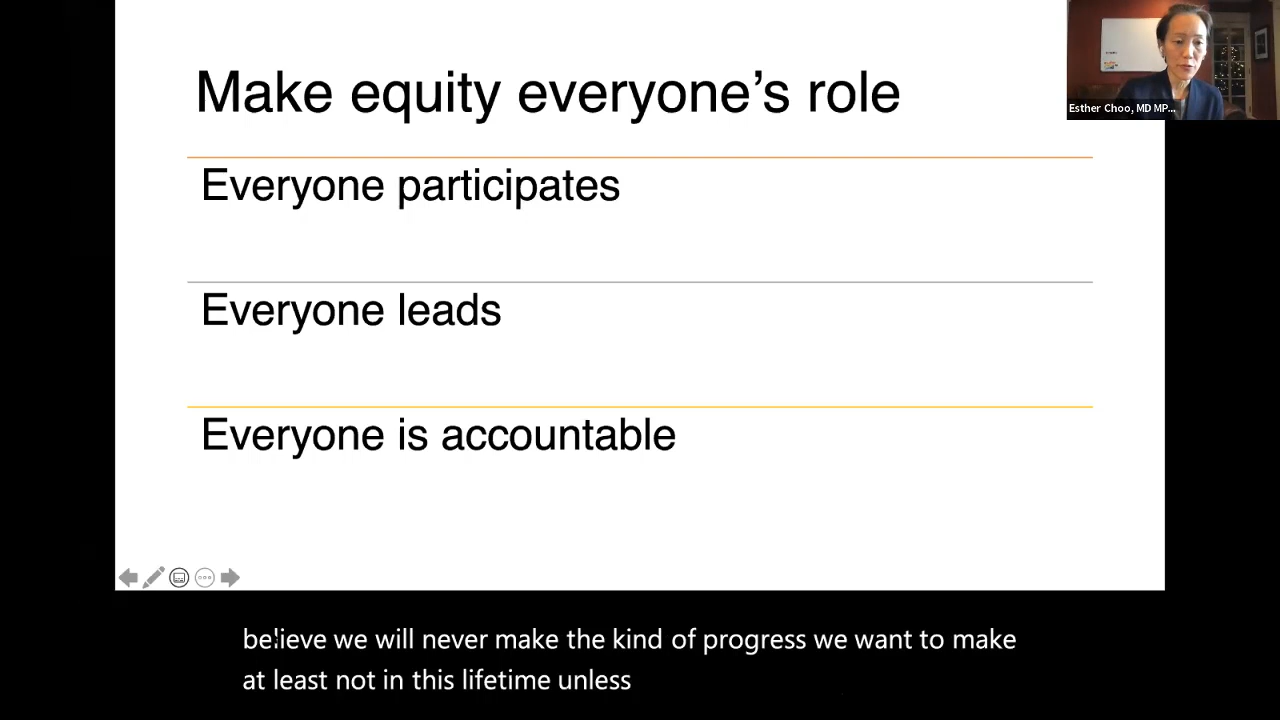 Make equity everyone’s role
Esther Choo, MD MP...
Everyone participates
Everyone leads
Everyone is accountable
believe we will never make the kind of progress we want to make
at least not in this lifetime unless